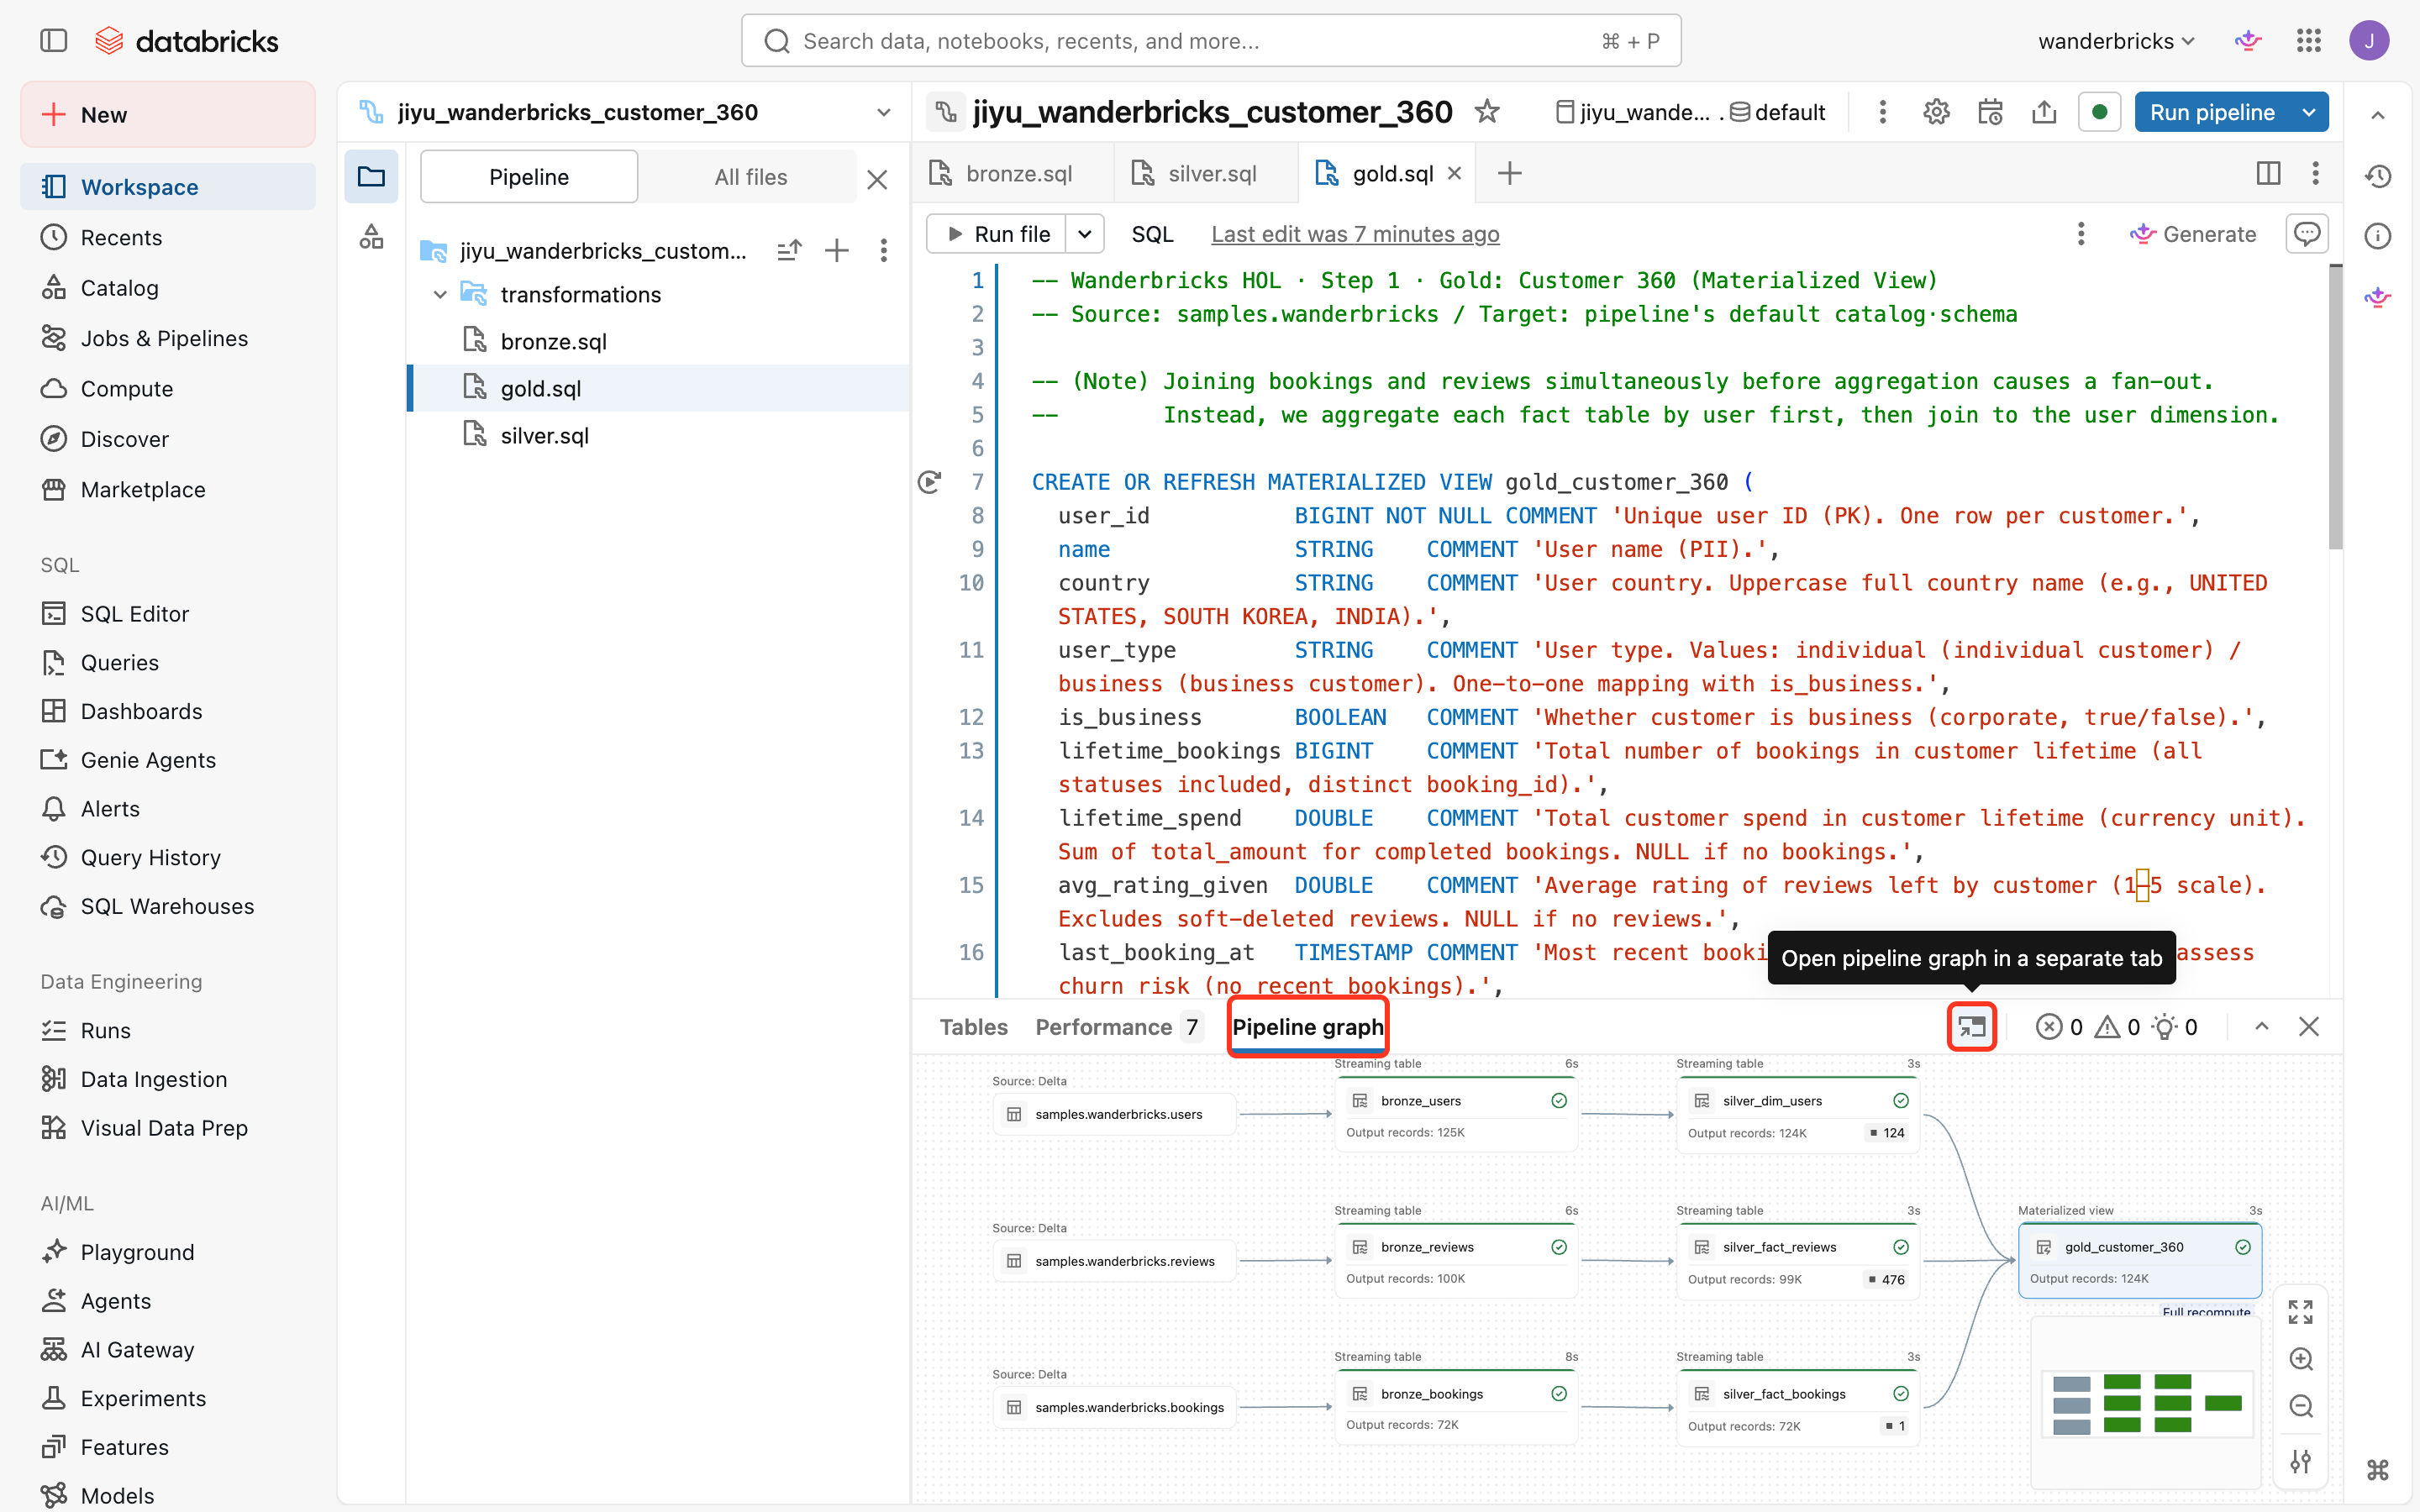 databricks
Search data, notebooks, recents, and more...
⌘ + P
wanderbricks
J
New
Workspace
Recents
Catalog
Jobs & Pipelines
Compute
Discover
Marketplace
SQL
SQL Editor
Queries
Dashboards
Genie Agents
Alerts
Query History
SQL Warehouses
Data Engineering
Runs
Data Ingestion
Visual Data Prep
AI/ML
Playground
Agents
AI Gateway
Experiments
Features
Models
jiyu_wanderbricks_customer_360
Pipeline
All files
jiyu_wanderbricks_custom...
transformations
bronze.sql
gold.sql
silver.sql
jiyu_wanderbricks_customer_360
jiyu_wande... . default
Run pipeline
bronze.sql
silver.sql
gold.sql
Run file
SQL
Last edit was 7 minutes ago
Generate
1 -- Wanderbricks HOL · Step 1 · Gold: Customer 360 (Materialized View)
2 -- Source: samples.wanderbricks / Target: pipeline's default catalog·schema
3
4 -- (Note) Joining bookings and reviews simultaneously before aggregation causes a fan-out.
5 -- Instead, we aggregate each fact table by user first, then join to the user dimension.
6
7 CREATE OR REFRESH MATERIALIZED VIEW gold_customer_360 (
8 user_id BIGINT NOT NULL COMMENT 'Unique user ID (PK). One row per customer.',
9 name STRING COMMENT 'User name (PII).',
10 country STRING COMMENT 'User country. Uppercase full country name (e.g., UNITED
STATES, SOUTH KOREA, INDIA).',
11 user_type STRING COMMENT 'User type. Values: individual (individual customer) /
business (business customer). One-to-one mapping with is_business.',
12 is_business BOOLEAN COMMENT 'Whether customer is business (corporate, true/false).',
13 lifetime_bookings BIGINT COMMENT 'Total number of bookings in customer lifetime (all
statuses included, distinct booking_id).',
14 lifetime_spend DOUBLE COMMENT 'Total customer spend in customer lifetime (currency unit).
Sum of total_amount for completed bookings. NULL if no bookings.',
15 avg_rating_given DOUBLE COMMENT 'Average rating of reviews left by customer (1–5 scale).
Excludes soft-deleted reviews. NULL if no reviews.',
16 last_booking_at TIMESTAMP COMMENT 'Most recent booki assess
churn risk (no recent bookings).',
Open pipeline graph in a separate tab
Tables
Performance 7
Pipeline graph
0 0 0
Source: Delta
samples.wanderbricks.users
Streaming table 6s
bronze_users
Output records: 125K
Streaming table 3s
silver_dim_users
Output records: 124K 124
Source: Delta
samples.wanderbricks.reviews
Streaming table 6s
bronze_reviews
Output records: 100K
Streaming table 3s
silver_fact_reviews
Output records: 99K 476
Materialized view 3s
gold_customer_360
Output records: 124K
Full recompute
Source: Delta
samples.wanderbricks.bookings
Streaming table 8s
bronze_bookings
Output records: 72K
Streaming table 3s
silver_fact_bookings
Output records: 72K 1